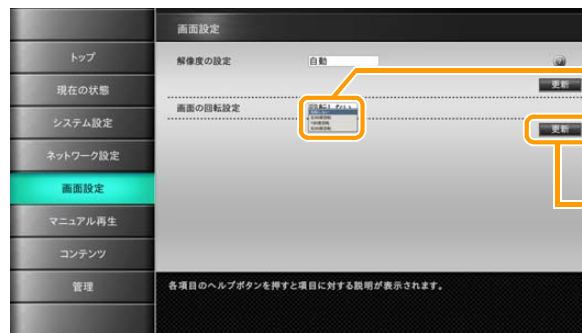 画面設定
トップ
現在の状態
システム設定
ネットワーク設定
画面設定
マニュアル再生
コンテンツ
管理
解像度の設定
自動
更新
画面の回転設定
更新
各項目のヘルプボタンを押すと項目に対する説明が表示されます。